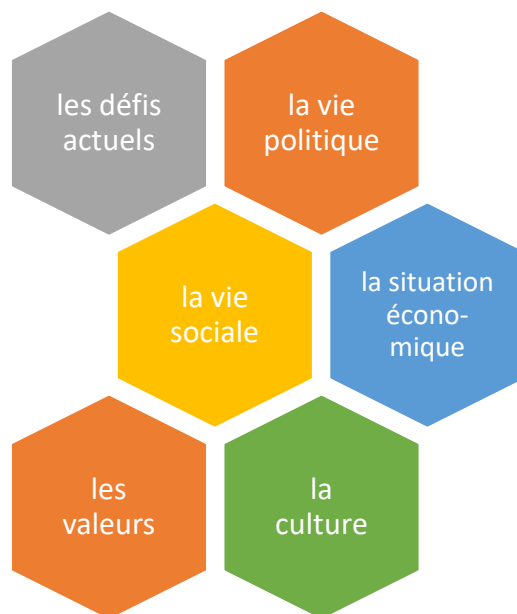 les défis
actuels
la vie
politique
la vie
sociale
la situation
écono-
mique
les
valeurs
la
culture